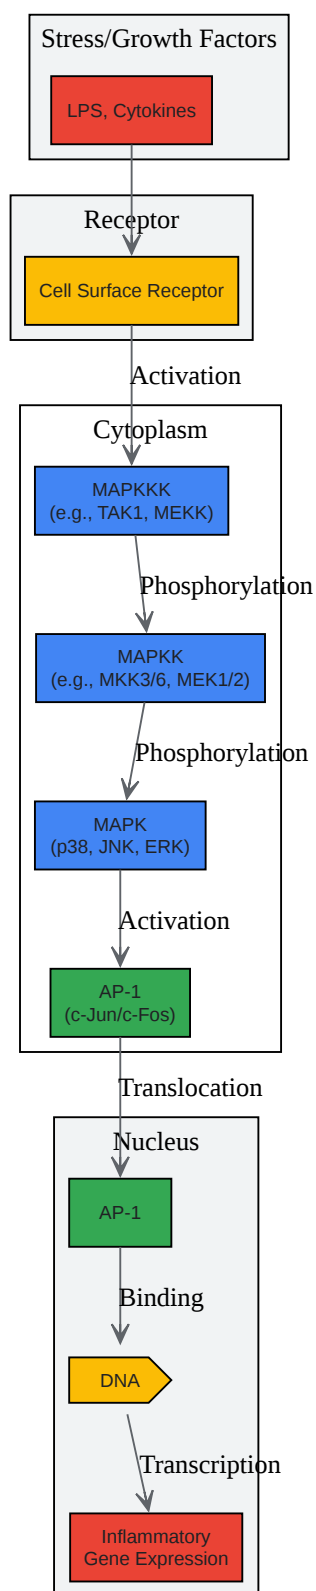 Stress/Growth Factors
LPS, Cytokines
Receptor
Cell Surface Receptor
Activation
Cytoplasm
MAPKKK
(e.g., TAK1, MEKK)
Phosphorylation
MAPKK
(e.g., MKK3/6, MEK1/2)
Phosphorylation
MAPK
(p38, JNK, ERK)
Activation
AP-1
(c-Jun/c-Fos)
Translocation
Nucleus
AP-1
Binding
DNA
Transcription
Inflammatory
Gene Expression